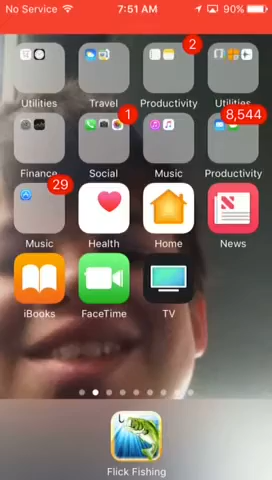 No Service 7:51 AM 90%
2
Utilities Travel Productivity Utilities
1 8,544
Finance Social Music Productivity
29
Music Health Home News
iBooks FaceTime TV
Flick Fishing